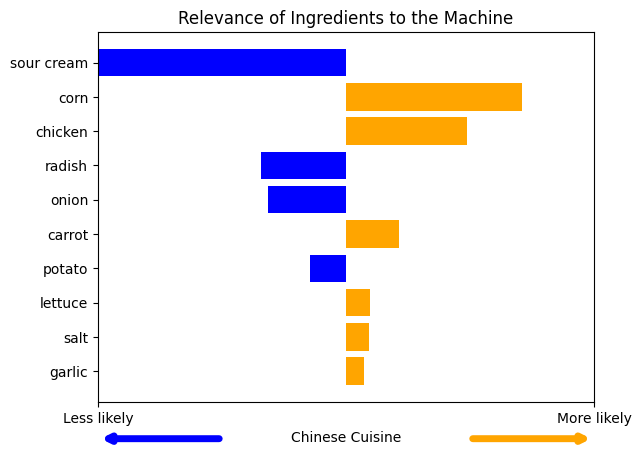 Relevance of Ingredients to the Machine
sour cream
corn
chicken
radish
onion
carrot
potato
lettuce
salt
garlic
Less likely More likely
Chinese Cuisine